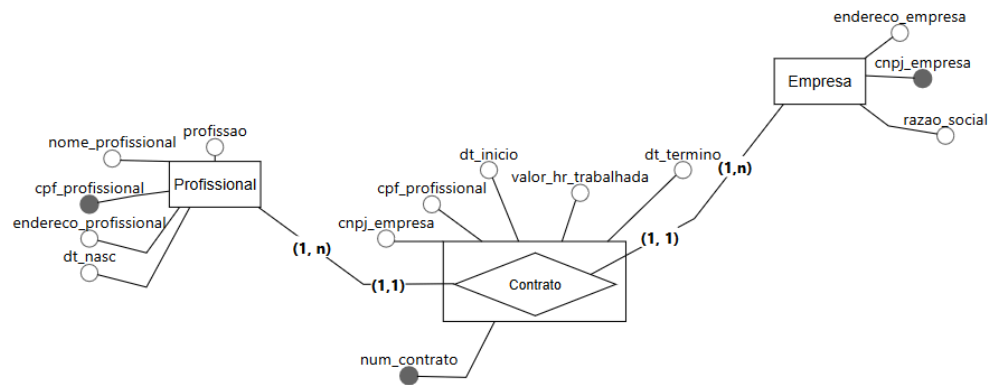 endereco_empresa
cnpj_empresa
Empresa
razao_social
profissao
nome_profissional
Profissional
cpf_profissional
endereco_profissional
dt_nasc
dt_inicio
dt_termino
valor_hr_trabalhada
cpf_profissional
cnpj_empresa
(1,n)
(1, 1)
(1, n)
(1,1)
Contrato
num_contrato